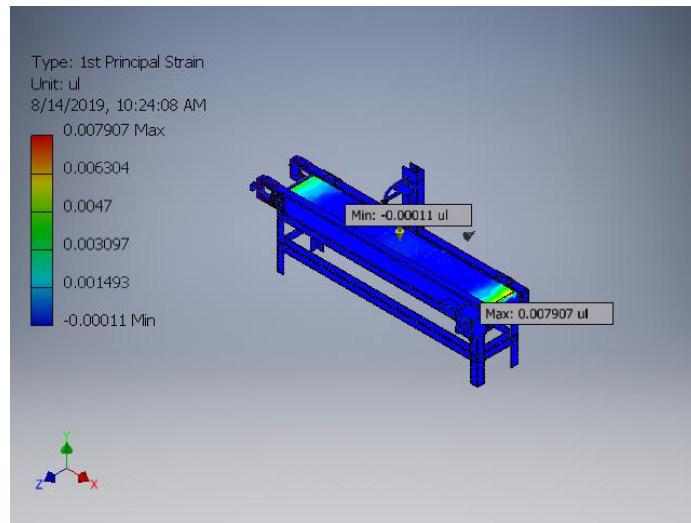 Type: 1st Principal Strain
Unit: ul
8/14/2019, 10:24:08 AM
0.007907 Max
0.006304
0.0047
0.003097
0.001493
-0.00011 Min
Min: -0.00011 ul
Max: 0.007907 ul
Y
Z
X